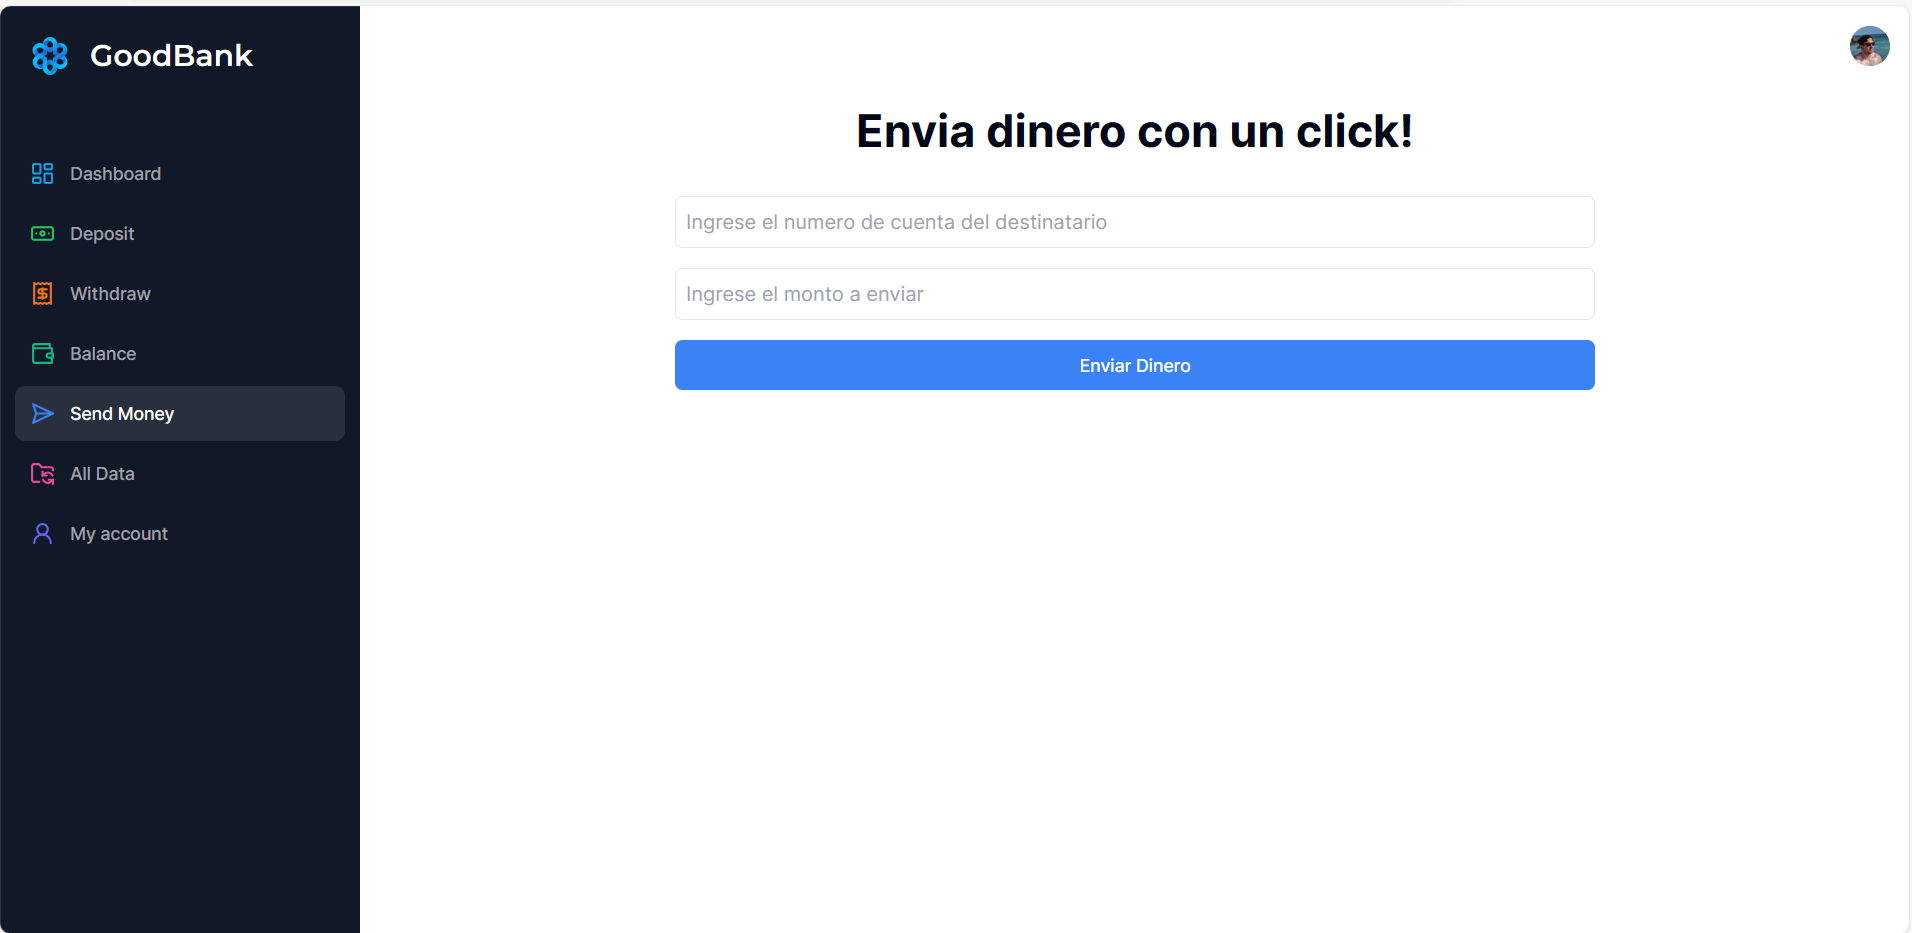 GoodBank
Dashboard
Deposit
Withdraw
Balance
Send Money
All Data
My account
Envia dinero con un click!
Ingrese el numero de cuenta del destinatario
Ingrese el monto a enviar
Enviar Dinero